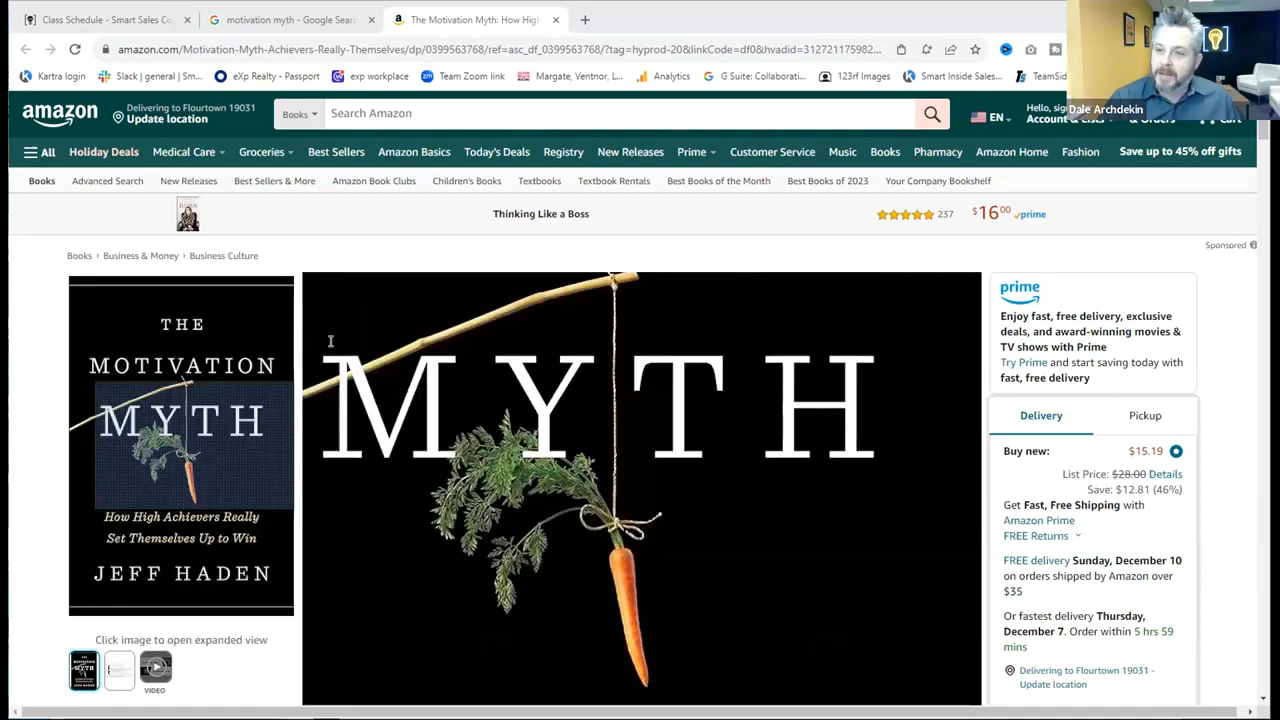 Class Schedule - Smart Sales Co
motivation myth - Google Sear
The Motivation Myth: How High
amazon.com/Motivation-Myth-Achievers-Really-Themselves/dp/0399563768/ref=asc_df_0399563768/?tag=hyprod-20&linkCode=df0&hvadid=312721175982...
Kartra login
Slack | general | Sm...
eXp Realty - Passport
exp workplace
Team Zoom link
Margate, Ventnor, L...
Analytics
G Suite: Collaborati...
123rf Images
Smart Inside Sales...
TeamSid
Dale Archdekin
amazon
Delivering to Flourtown 19031
Update location
Books
Search Amazon
EN
Hello, sig
Account & Lists
& Orders
Cart
All
Holiday Deals
Medical Care
Groceries
Best Sellers
Amazon Basics
Today's Deals
Registry
New Releases
Prime
Customer Service
Music
Books
Pharmacy
Amazon Home
Fashion
Save up to 45% off gifts
Books
Advanced Search
New Releases
Best Sellers & More
Amazon Book Clubs
Children's Books
Textbooks
Textbook Rentals
Best Books of the Month
Best Books of 2023
Your Company Bookshelf
Thinking Like a Boss
237
$16.00
prime
Sponsored
Books › Business & Money › Business Culture
THE
MOTIVATION
MYTH
How High Achievers Really
Set Themselves Up to Win
JEFF HADEN
Click image to open expanded view
VIDEO
MYTH
prime
Enjoy fast, free delivery, exclusive
deals, and award-winning movies &
TV shows with Prime
Try Prime and start saving today with
fast, free delivery
Delivery
Pickup
Buy new:
$15.19
List Price: $28.00 Details
Save: $12.81 (46%)
Get Fast, Free Shipping with
Amazon Prime
FREE Returns
FREE delivery Sunday, December 10
on orders shipped by Amazon over
$35
Or fastest delivery Thursday,
December 7. Order within 5 hrs 59
mins
Delivering to Flourtown 19031 -
Update location